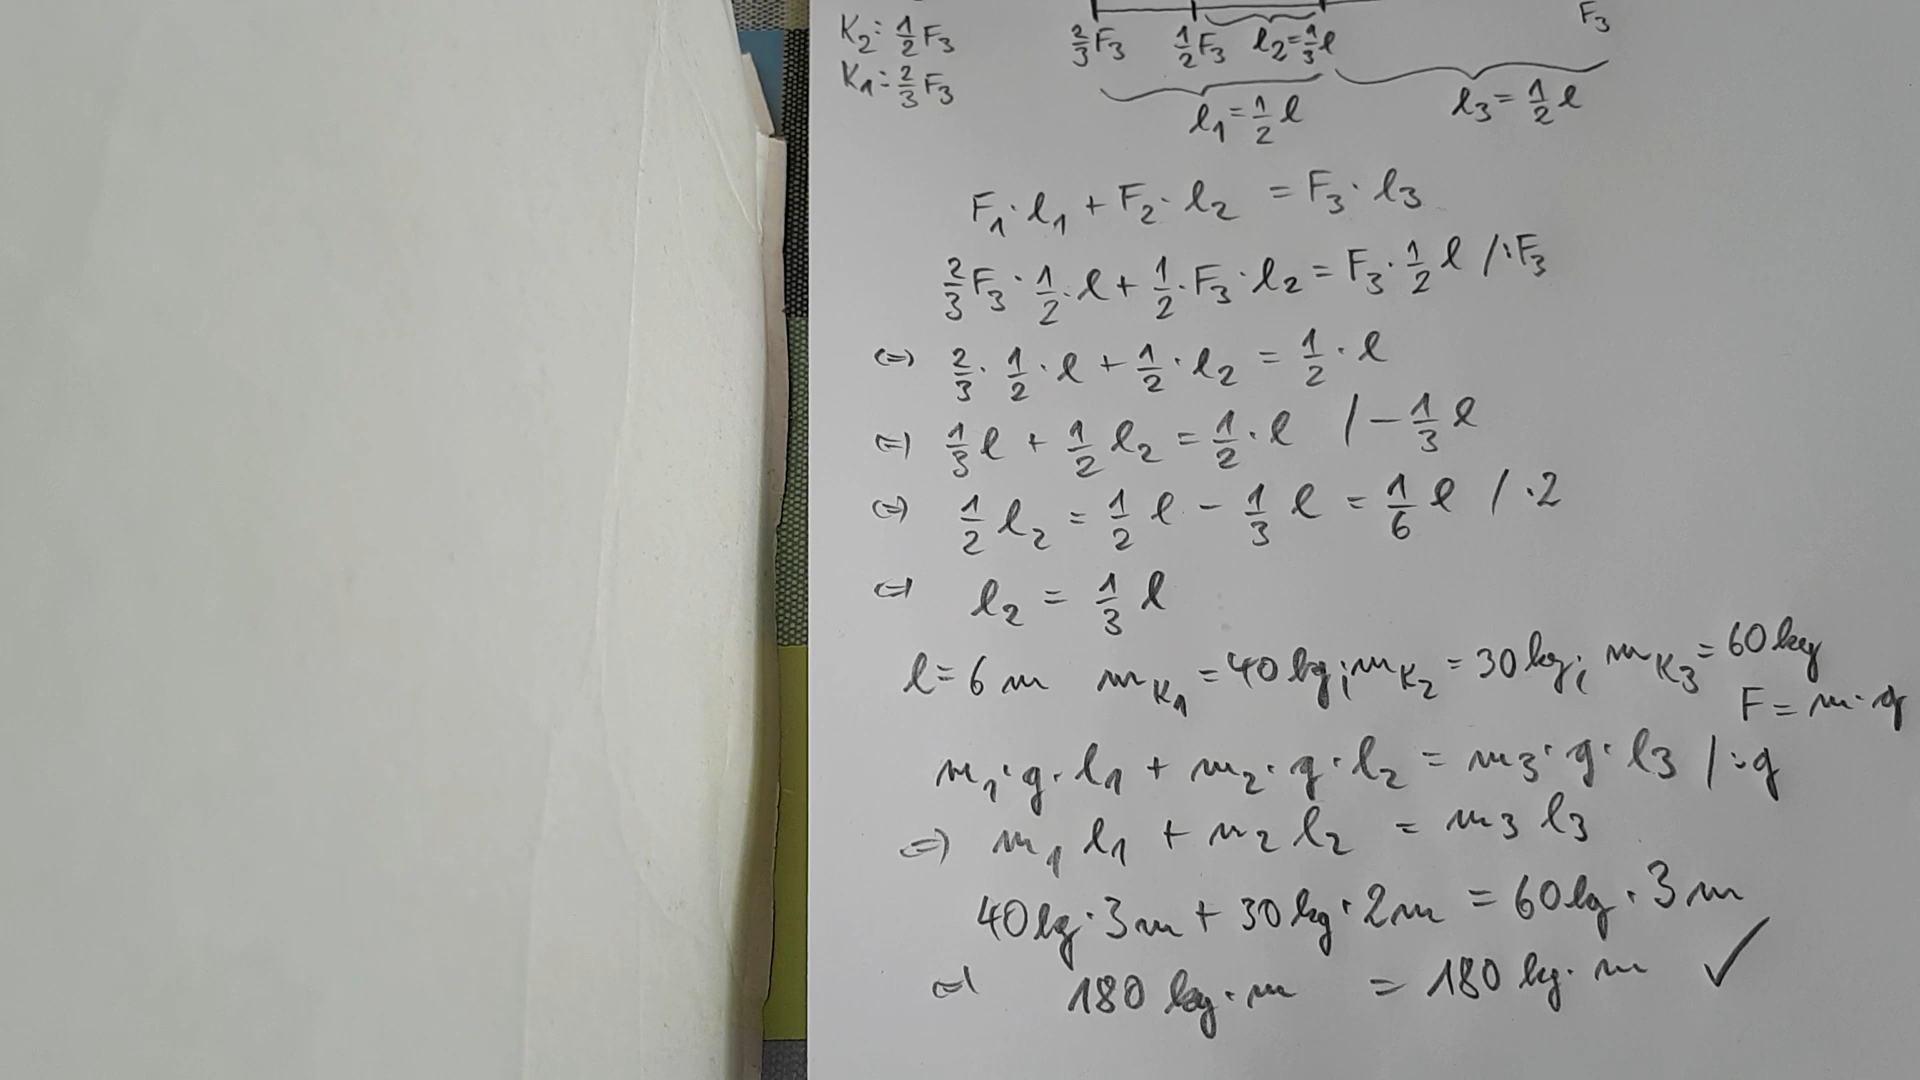 K₂: 1/2 F₃
K₁: 2/3 F₃
2/3 F₃ 1/2 F₃ l₂ = 1/3 l F₃
l₁ = 1/2 l l₃ = 1/2 l
F₁ · l₁ + F₂ · l₂ = F₃ · l₃
2/3 F₃ · 1/2 · l + 1/2 · F₃ · l₂ = F₃ · 1/2 l / : F₃
⇔ 2/3 · 1/2 · l + 1/2 · l₂ = 1/2 · l
⇔ 1/3 l + 1/2 l₂ = 1/2 · l / − 1/3 l
⇔ 1/2 l₂ = 1/2 l − 1/3 l = 1/6 l / · 2
⇔ l₂ = 1/3 l
l = 6 m m_K₁ = 40 kg; m_K₂ = 30 kg; m_K₃ = 60 kg
F = m · g
m₁ · g · l₁ + m₂ · g · l₂ = m₃ · g · l₃ / : g
⇔ m₁ l₁ + m₂ l₂ = m₃ l₃
40 kg · 3 m + 30 kg · 2 m = 60 kg · 3 m
⇔ 180 kg · m = 180 kg · m ✓